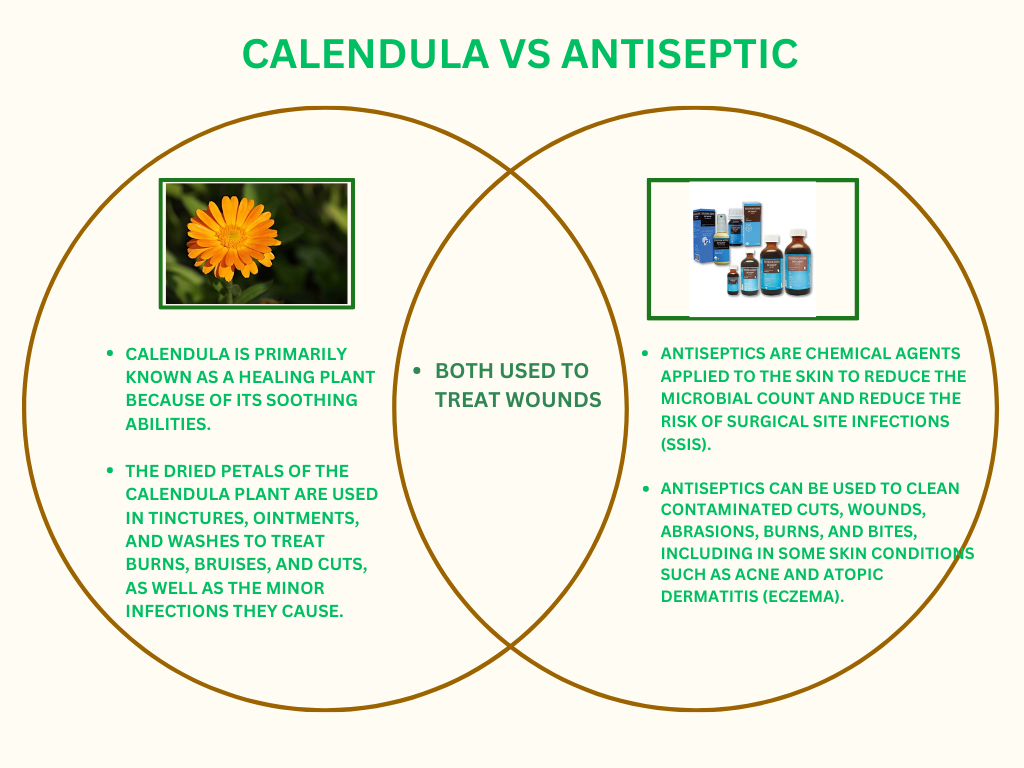 CALENDULA VS ANTISEPTIC
• CALENDULA IS PRIMARILY
KNOWN AS A HEALING PLANT
BECAUSE OF ITS SOOTHING
ABILITIES.
• THE DRIED PETALS OF THE
CALENDULA PLANT ARE USED
IN TINCTURES, OINTMENTS,
AND WASHES TO TREAT
BURNS, BRUISES, AND CUTS,
AS WELL AS THE MINOR
INFECTIONS THEY CAUSE.
• BOTH USED TO
TREAT WOUNDS
• ANTISEPTICS ARE CHEMICAL AGENTS
APPLIED TO THE SKIN TO REDUCE THE
MICROBIAL COUNT AND REDUCE THE
RISK OF SURGICAL SITE INFECTIONS
(SSIS).
• ANTISEPTICS CAN BE USED TO CLEAN
CONTAMINATED CUTS, WOUNDS,
ABRASIONS, BURNS, AND BITES,
INCLUDING IN SOME SKIN CONDITIONS
SUCH AS ACNE AND ATOPIC
DERMATITIS (ECZEMA).